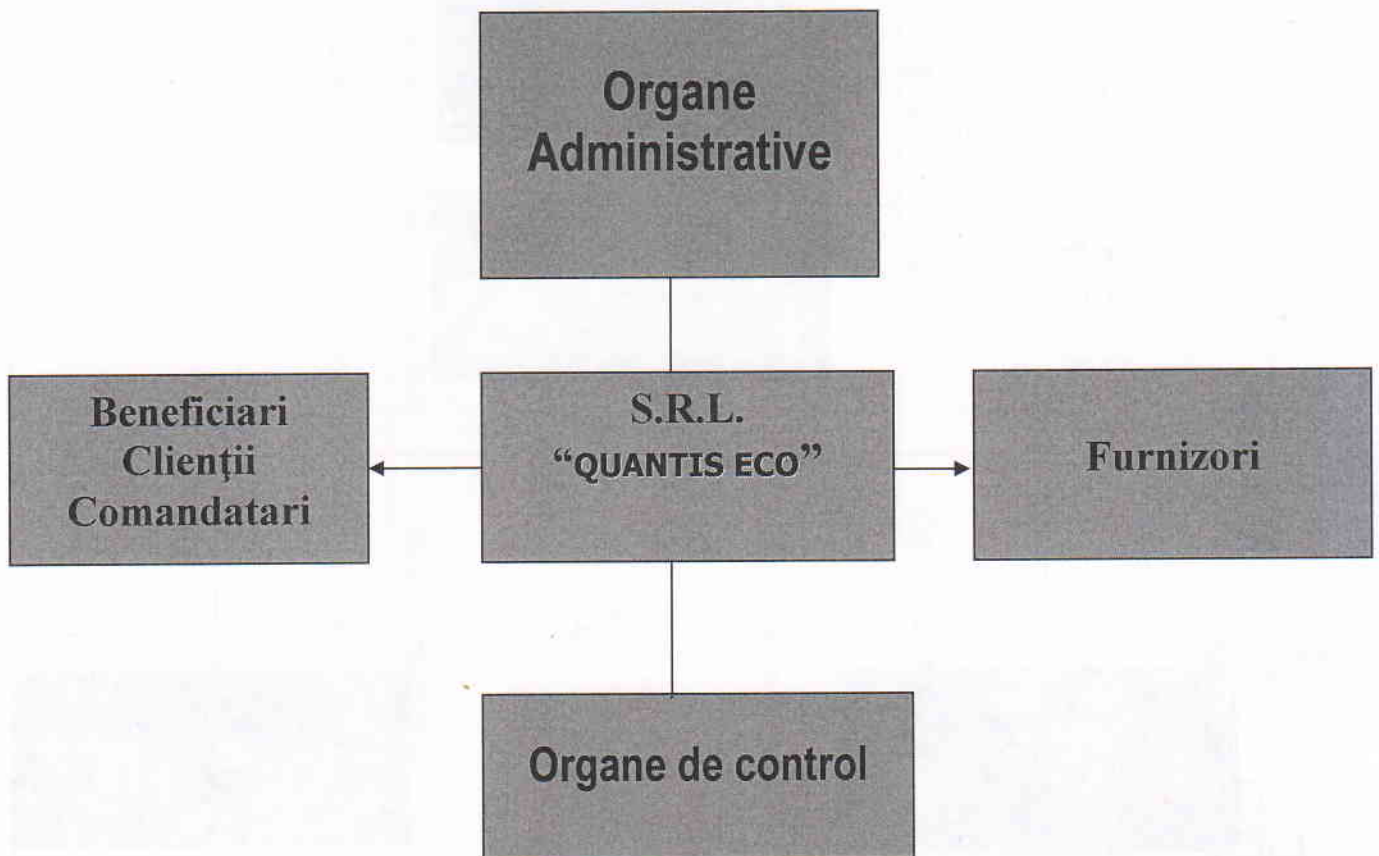 Organe
Administrative
Beneficiari
Clienţii
Comandatari
S.R.L.
“QUANTIS ECO”
Furnizori
Organe de control